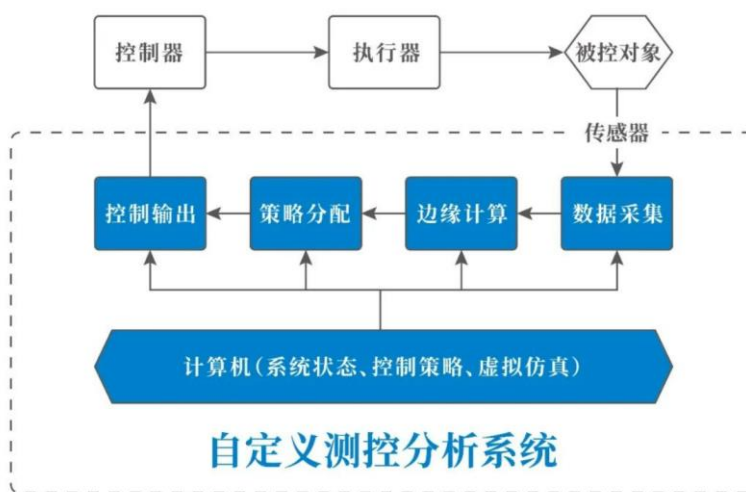 控制器
执行器
被控对象
传感器
控制输出
策略分配
边缘计算
数据采集
计算机(系统状态、控制策略、虚拟仿真)
自定义测控分析系统